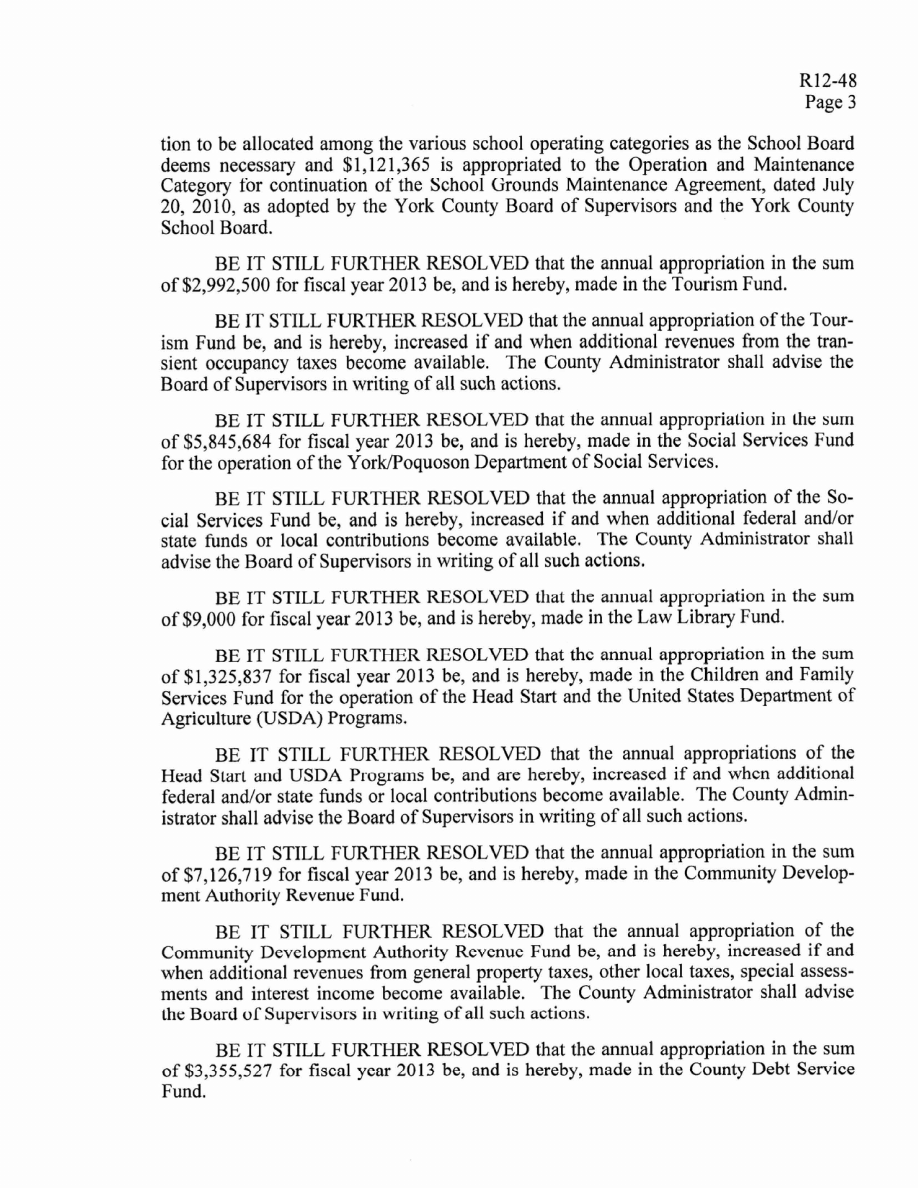 R12-48
Page 3
tion to be allocated among the various school operating categories as the School Board
deems necessary and $1,121,365 is appropriated to the Operation and Maintenance
Category for continuation of the School Grounds Maintenance Agreement, dated July
20, 2010, as adopted by the York County Board of Supervisors and the York County
School Board.
BE IT STILL FURTHER RESOLVED that the annual appropriation in the sum
of $2,992,500 for fiscal year 2013 be, and is hereby, made in the Tourism Fund.
BE IT STILL FURTHER RESOLVED that the annual appropriation of the Tour-
ism Fund be, and is hereby, increased if and when additional revenues from the tran-
sient occupancy taxes become available. The County Administrator shall advise the
Board of Supervisors in writing of all such actions.
BE IT STILL FURTHER RESOLVED that the annual appropriation in the sum
of $5,845,684 for fiscal year 2013 be, and is hereby, made in the Social Services Fund
for the operation of the York/Poquoson Department of Social Services.
BE IT STILL FURTHER RESOLVED that the annual appropriation of the So-
cial Services Fund be, and is hereby, increased if and when additional federal and/or
state funds or local contributions become available. The County Administrator shall
advise the Board of Supervisors in writing of all such actions.
BE IT STILL FURTHER RESOLVED that the annual appropriation in the sum
of $9,000 for fiscal year 2013 be, and is hereby, made in the Law Library Fund.
BE IT STILL FURTHER RESOLVED that the annual appropriation in the sum
of $1,325,837 for fiscal year 2013 be, and is hereby, made in the Children and Family
Services Fund for the operation of the Head Start and the United States Department of
Agriculture (USDA) Programs.
BE IT STILL FURTHER RESOLVED that the annual appropriations of the
Head Start and USDA Programs be, and are hereby, increased if and when additional
federal and/or state funds or local contributions become available. The County Admin-
istrator shall advise the Board of Supervisors in writing of all such actions.
BE IT STILL FURTHER RESOLVED that the annual appropriation in the sum
of $7,126,719 for fiscal year 2013 be, and is hereby, made in the Community Develop-
ment Authority Revenue Fund.
BE IT STILL FURTHER RESOLVED that the annual appropriation of the
Community Development Authority Revenue Fund be, and is hereby, increased if and
when additional revenues from general property taxes, other local taxes, special assess-
ments and interest income become available. The County Administrator shall advise
the Board of Supervisors in writing of all such actions.
BE IT STILL FURTHER RESOLVED that the annual appropriation in the sum
of $3,355,527 for fiscal year 2013 be, and is hereby, made in the County Debt Service
Fund.